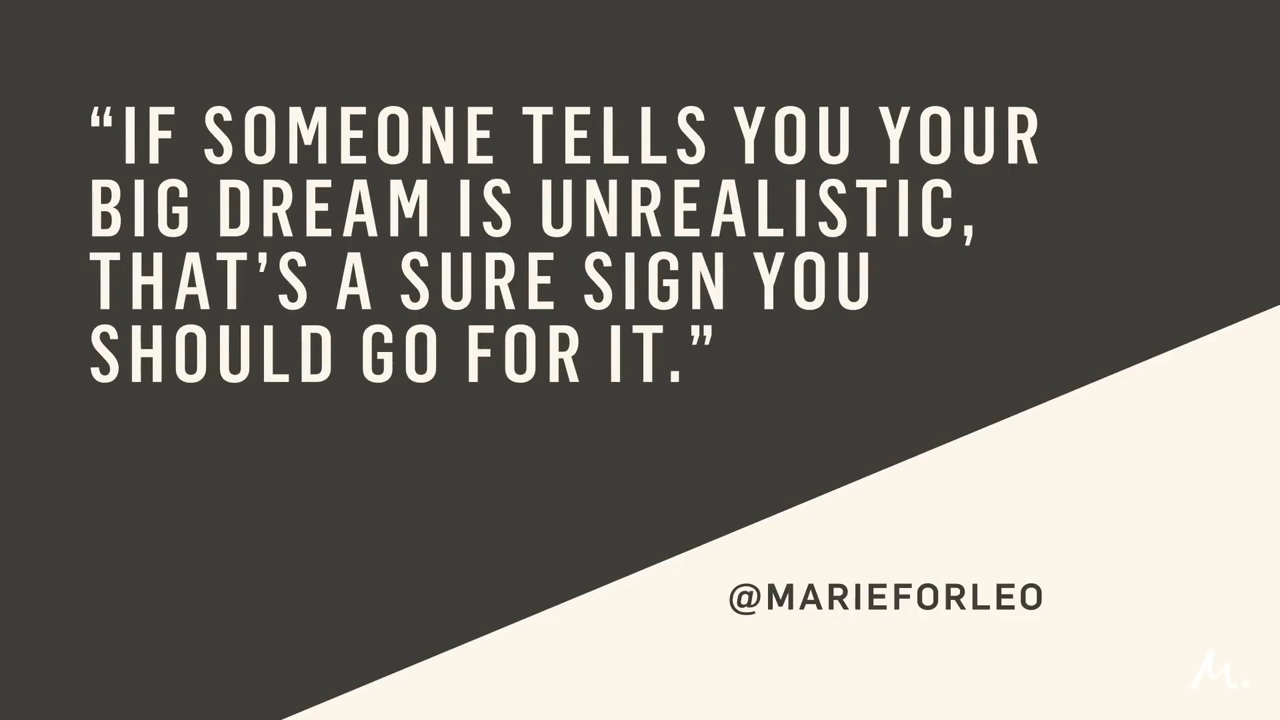 “IF SOMEONE TELLS YOU YOUR
BIG DREAM IS UNREALISTIC,
THAT’S A SURE SIGN YOU
SHOULD GO FOR IT.”
@MARIEFORLEO
M.